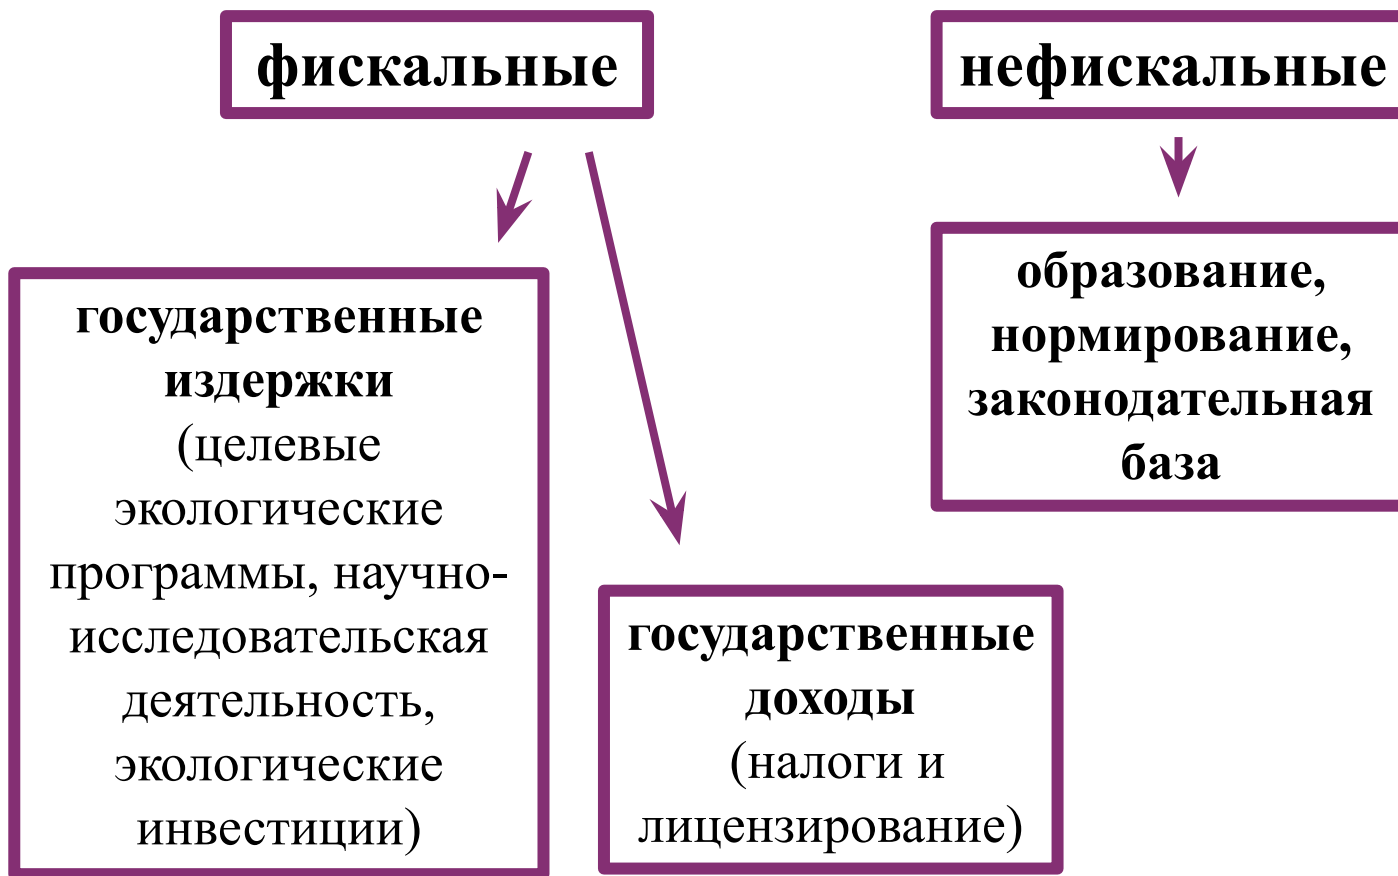 фискальные
нефискальные
государственные
издержки
(целевые
экологические
программы, научно-
исследовательская
деятельность,
экологические
инвестиции)
государственные
доходы
(налоги и
лицензирование)
образование,
нормирование,
законодательная
база